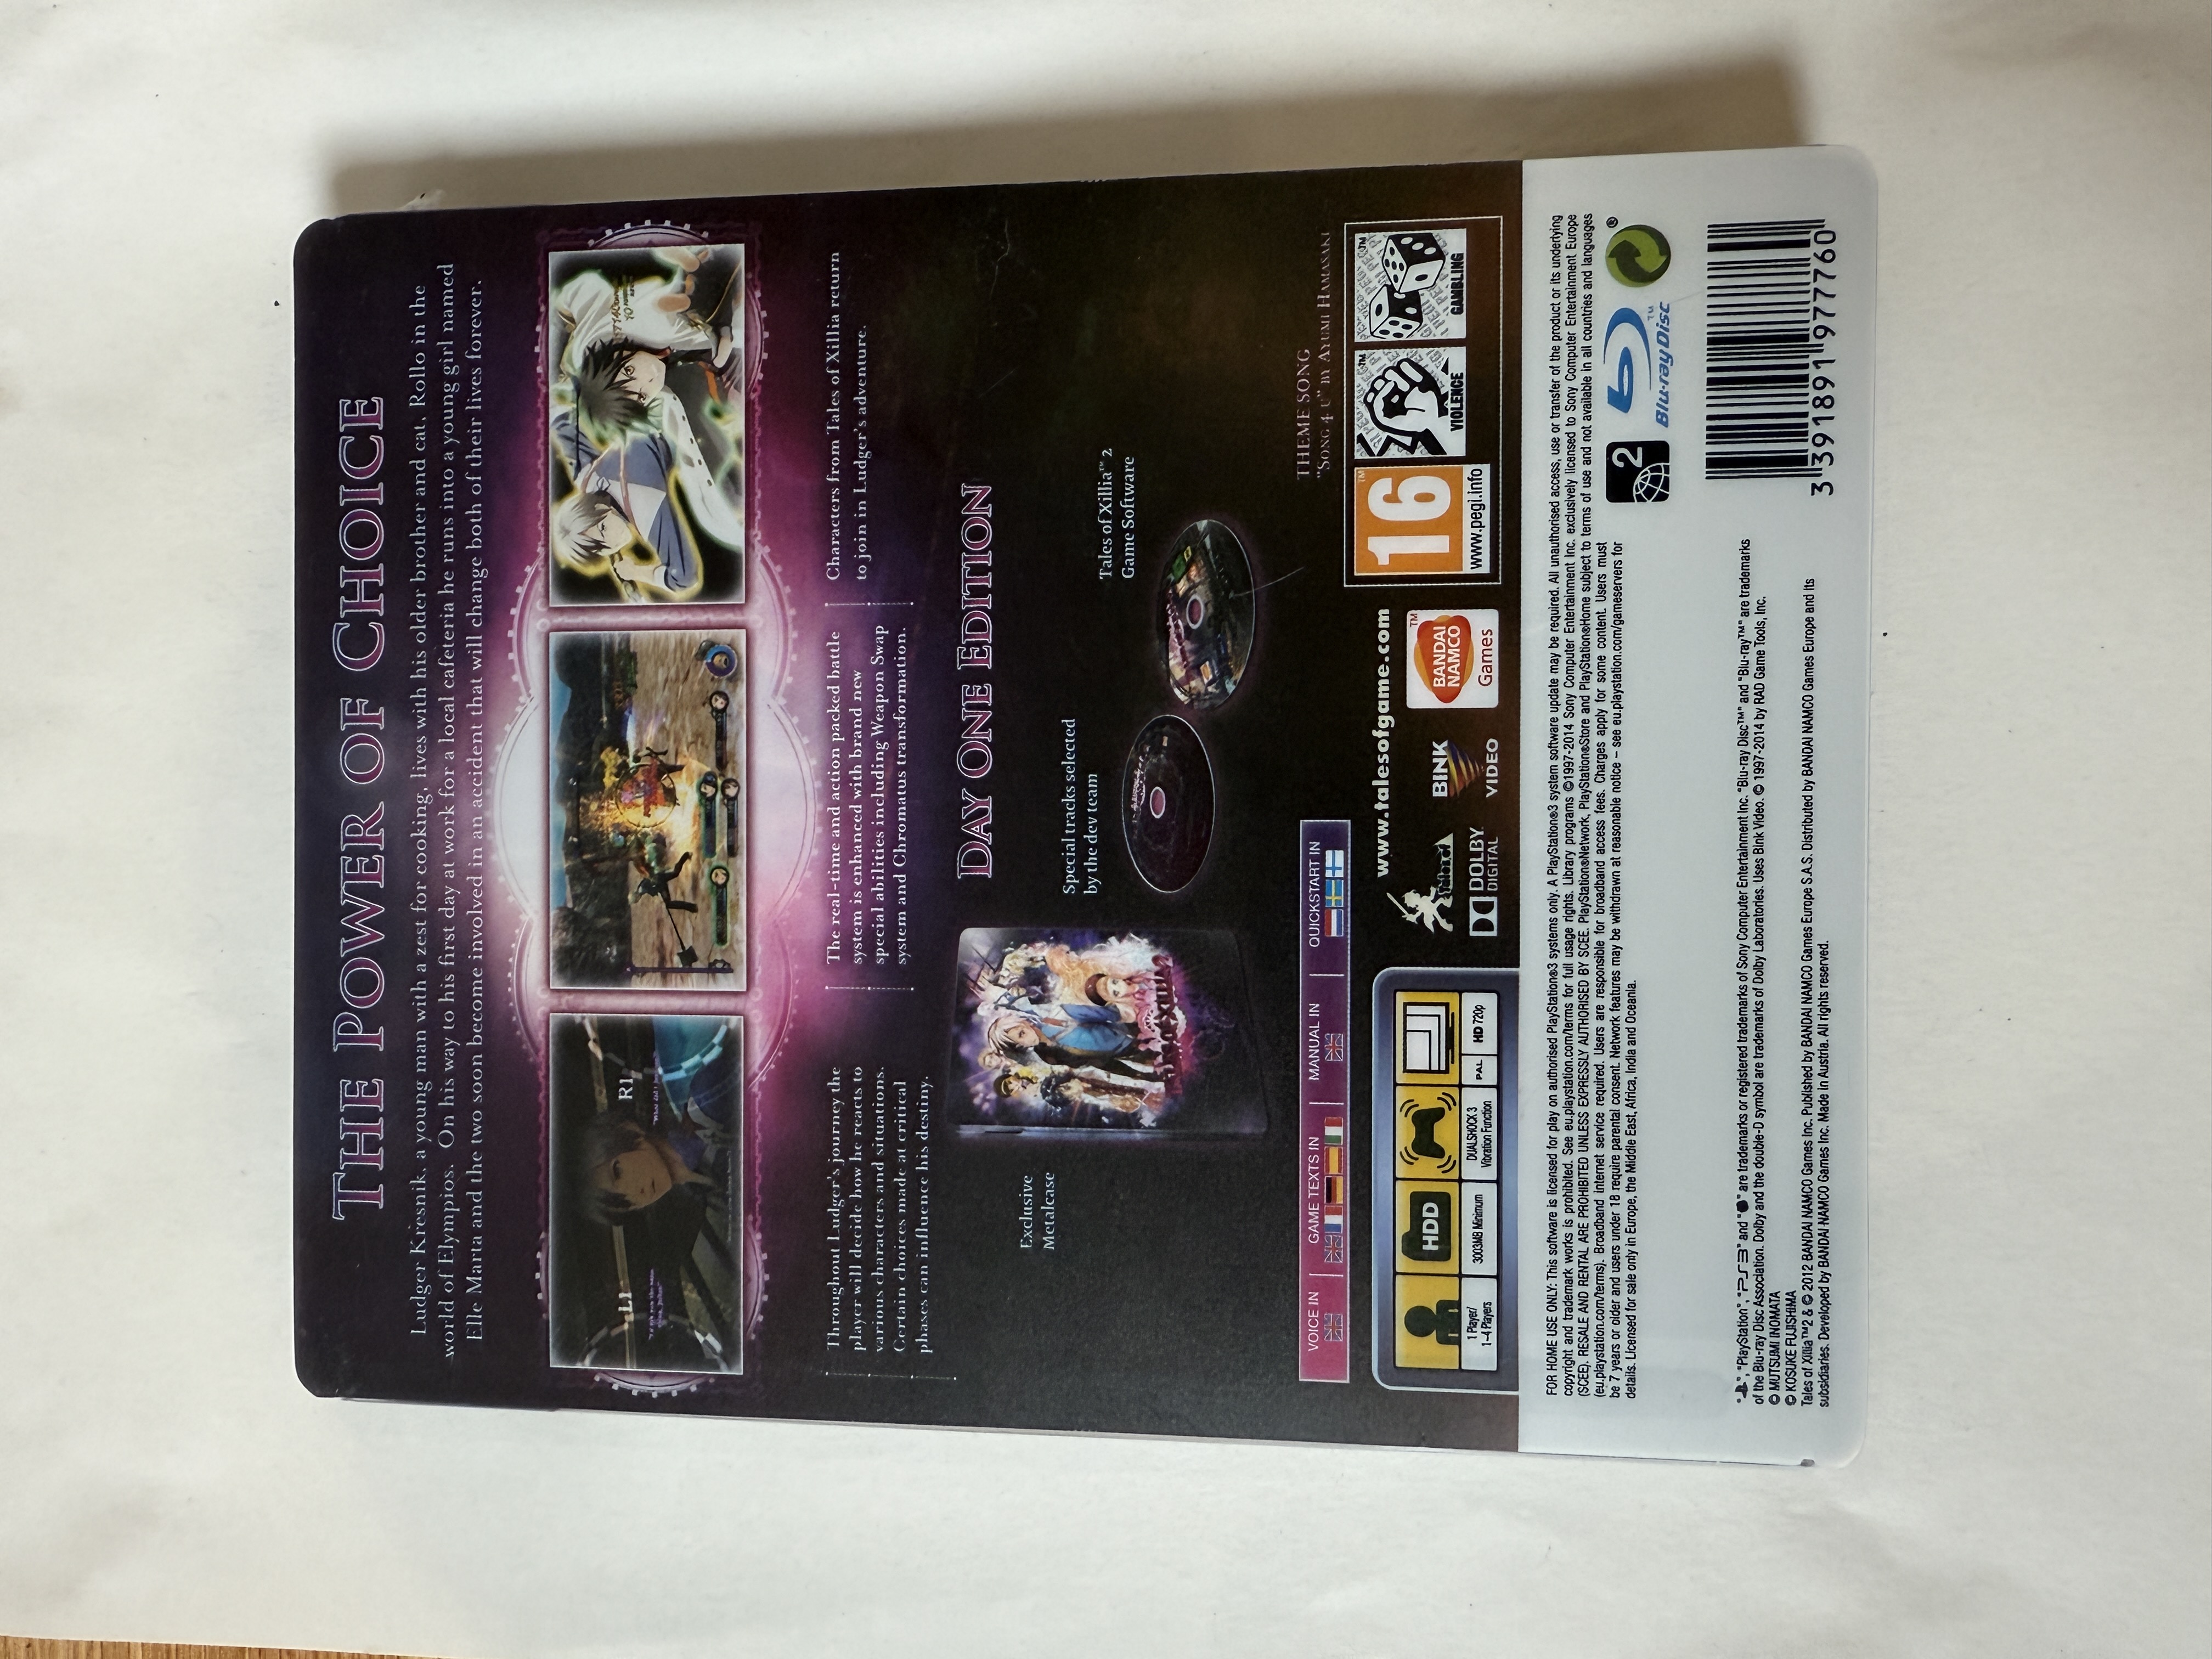 THE POWER OF CHOICE
Ludger Kresnik, a young man with a zest for cooking, lives with his older brother and cat, Rollo in the
world of Elympios. On his way to his first day at work for a local cafeteria he runs into a young girl named
Elle Marta and the two soon become involved in an accident that will change both of their lives forever.
L1
R1
Throughout Ludger's journey the
player will decide how he reacts to
various characters and situations.
Certain choices made at critical
phases can influence his destiny.
The real-time and action packed battle
system is enhanced with brand new
special abilities including Weapon Swap
system and Chromatus transformation.
Characters from Tales of Xillia return
to join in Ludger's adventure.
DAY ONE EDITION
Exclusive
Metalcase
TALES OF XILLIA 2
Special tracks selected
by the dev team
Tales of Xillia™ 2
Game Software
VOICE IN
GAME TEXTS IN
MANUAL IN
QUICKSTART IN
THEME SONG
"SONG 4 U" BY AYUMI HAMASAKI
HDD
1 Player/
1-4 Players
3003MB Minimum
DUALSHOCK 3
Vibration Function
PAL
HD 720p
www.talesofgame.com
Tales of
DOLBY
DIGITAL
BINK
VIDEO
BANDAI
NAMCO
Games
™
16
www.pegi.info
VIOLENCE
GAMBLING
FOR HOME USE ONLY: This software is licensed for play on authorised PlayStation®3 systems only. A PlayStation®3 system software update may be required. All unauthorised access, use or transfer of the product or its underlying
copyright and trademark works is prohibited. See eu.playstation.com/terms for full usage rights. Library programs ©1997-2014 Sony Computer Entertainment Inc. exclusively licensed to Sony Computer Entertainment Europe
(SCEE). RESALE AND RENTAL ARE PROHIBITED UNLESS EXPRESSLY AUTHORISED BY SCEE. PlayStation®Network, PlayStation®Store and PlayStation®Home subject to terms of use and not available in all countries and languages
(eu.playstation.com/terms). Broadband internet service required. Users are responsible for broadband access fees. Charges apply for some content. Users must
be 7 years or older and users under 18 require parental consent. Network features may be withdrawn at reasonable notice – see eu.playstation.com/gameservers for
details. Licensed for sale only in Europe, the Middle East, Africa, India and Oceania.
2
Blu-ray Disc
™
®
" ", "PlayStation", "PS3" and " " are trademarks or registered trademarks of Sony Computer Entertainment Inc. "Blu-ray Disc™" and "Blu-ray™" are trademarks
of the Blu-ray Disc Association. Dolby and the double-D symbol are trademarks of Dolby Laboratories. Uses Bink Video. © 1997-2014 by RAD Game Tools, Inc.
© MUTSUMI INOMATA
© KOSUKE FUJISHIMA
Tales of Xillia™2 & © 2012 BANDAI NAMCO Games Inc. Published by BANDAI NAMCO Games Europe S.A.S. Distributed by BANDAI NAMCO Games Europe and its
subsidiaries. Developed by BANDAI NAMCO Games Inc. Made in Austria. All rights reserved.
3 391891 977760